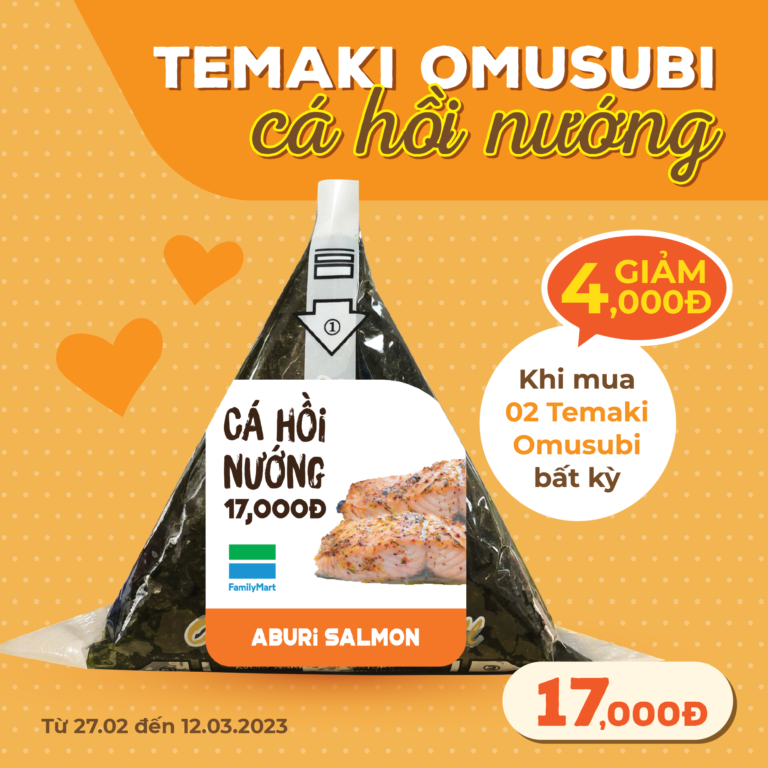 TEMAKI OMUSUBI
cá hồi nướng
GIẢM
4,000Đ
Khi mua
02 Temaki
Omusubi
bất kỳ
①
CÁ HỒI
NƯỚNG
17,000Đ
FamilyMart
ABURI SALMON
17,000Đ
Từ 27.02 đến 12.03.2023